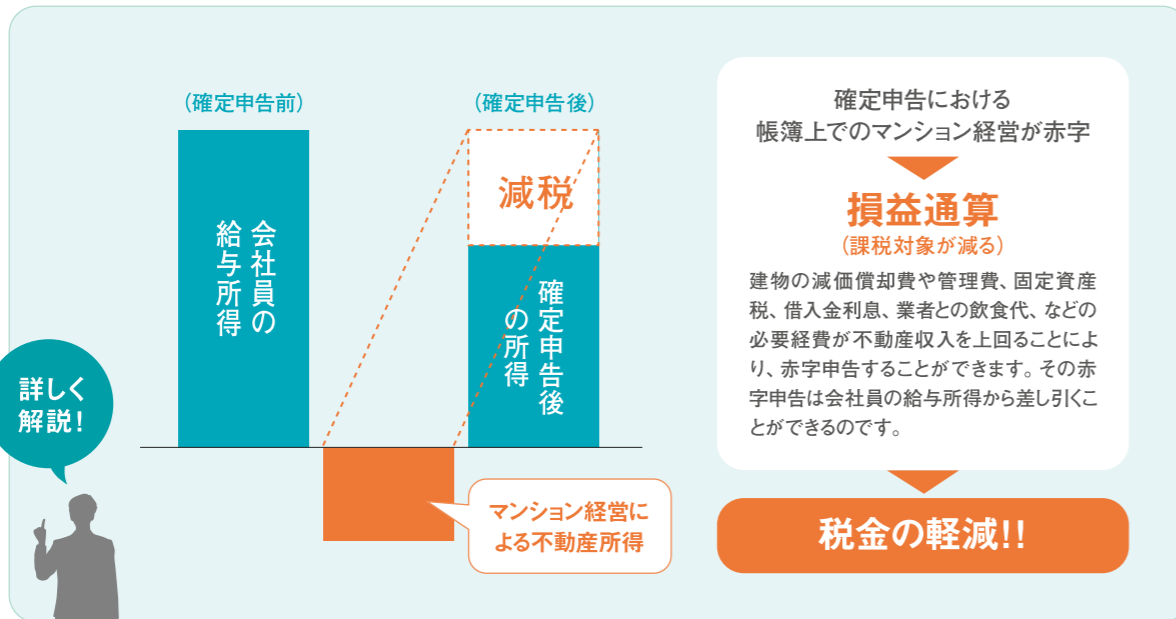 (確定申告前)
会社員の
給与所得
(確定申告後)
減税
確定申告後
の所得
マンション経営に
よる不動産所得
詳しく
解説!
確定申告における
帳簿上でのマンション経営が赤字
損益通算
(課税対象が減る)
建物の減価償却費や管理費、固定資産
税、借入金利息、業者との飲食代、などの
必要経費が不動産収入を上回ることによ
り、赤字申告することができます。その赤
字申告は会社員の給与所得から差し引くこ
とができるのです。
税金の軽減!!